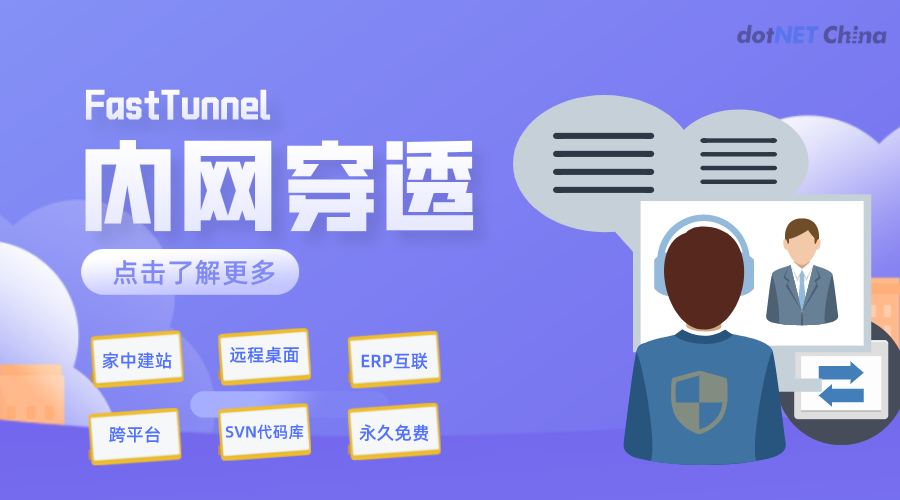 dotNET China
FastTunnel
内网穿透
点击了解更多
家中建站
远程桌面
ERP互联
跨平台
SVN代码库
永久免费